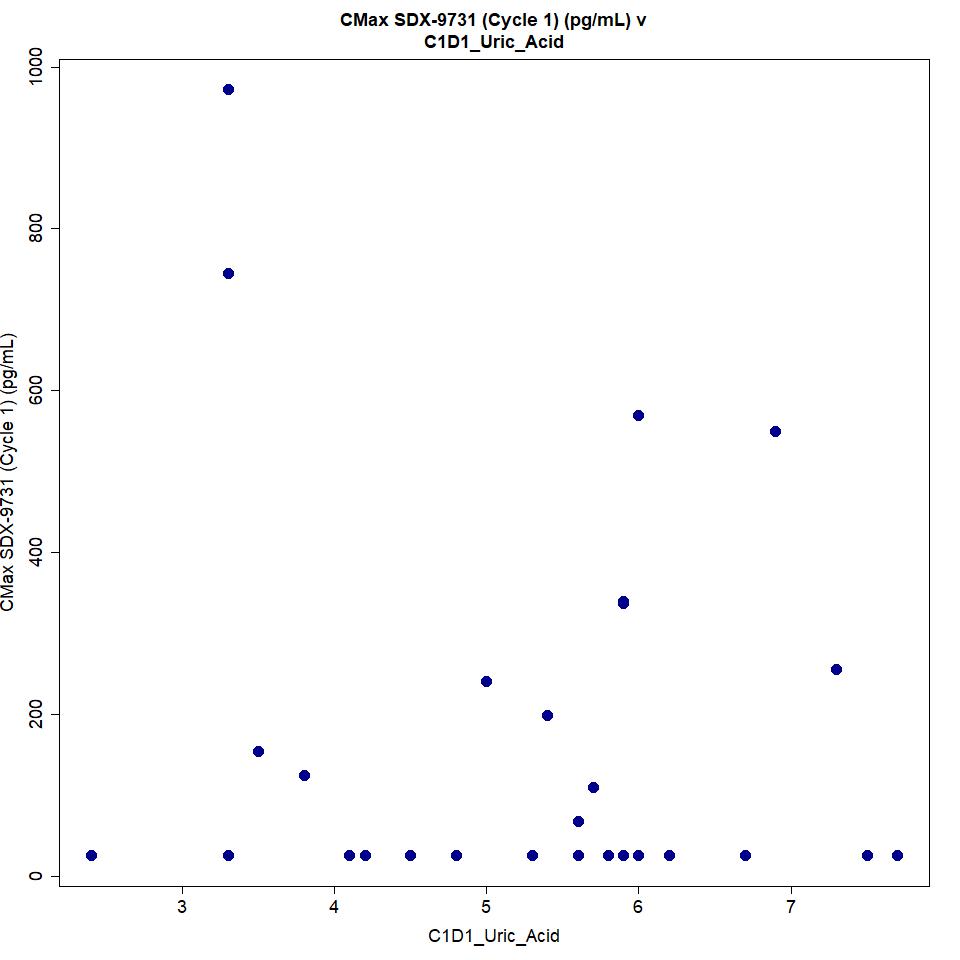 CMax SDX-9731 (Cycle 1) (pg/mL) v
C1D1_Uric_Acid
1000
800
600
400
200
0
CMax SDX-9731 (Cycle 1) (pg/mL)
3 4 5 6 7
C1D1_Uric_Acid